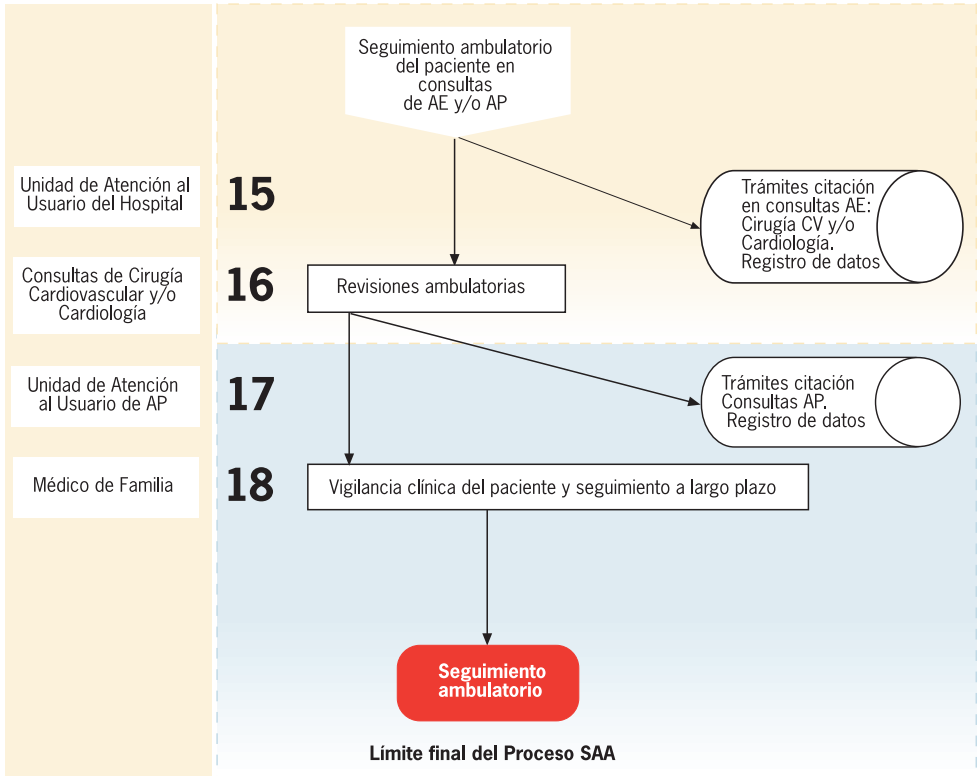 Seguimiento ambulatorio
del paciente en
consultas
de AE y/o AP
Unidad de Atención al
Usuario del Hospital
15
Trámites citación
en consultas AE:
Cirugía CV y/o
Cardiología.
Registro de datos
Consultas de Cirugía
Cardiovascular y/o
Cardiología
16
Revisiones ambulatorias
Unidad de Atención
al Usuario de AP
17
Trámites citación
Consultas AP.
Registro de datos
Médico de Familia
18
Vigilancia clínica del paciente y seguimiento a largo plazo
Seguimiento
ambulatorio
Límite final del Proceso SAA